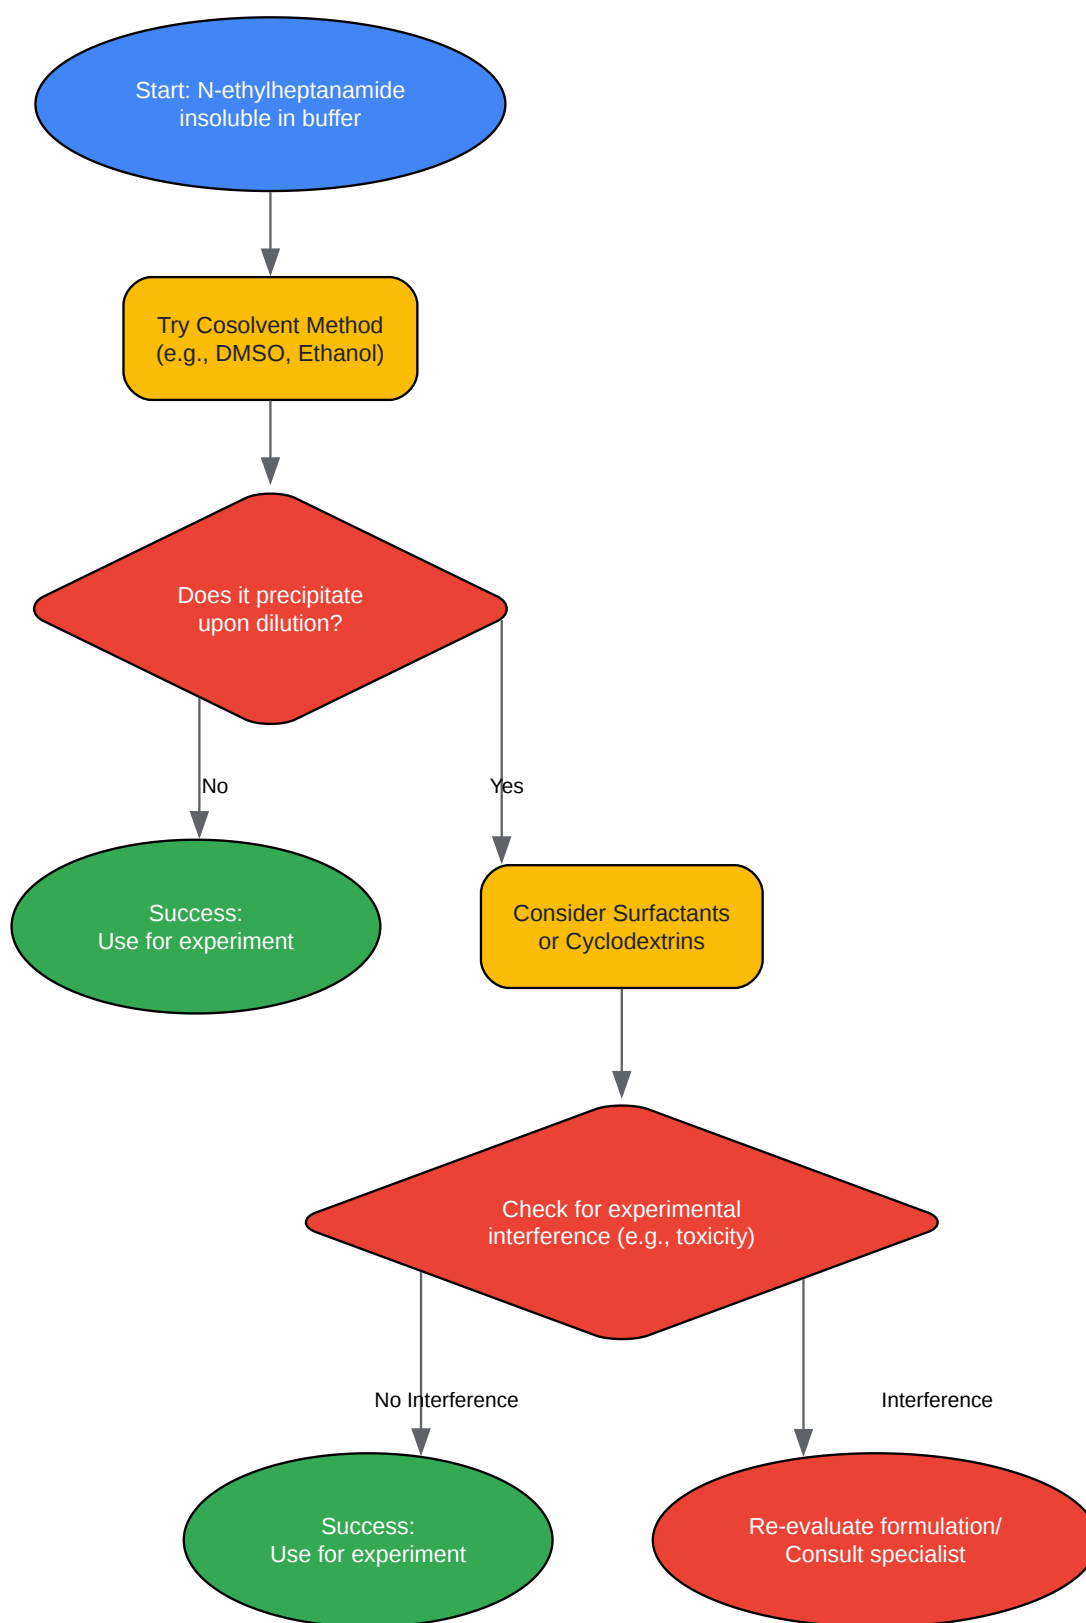 Start: N-ethylheptanamide
insoluble in buffer
Try Cosolvent Method
(e.g., DMSO, Ethanol)
Does it precipitate
upon dilution?
No
Yes
Success:
Use for experiment
Consider Surfactants
or Cyclodextrins
Check for experimental
interference (e.g., toxicity)
No Interference
Interference
Success:
Use for experiment
Re-evaluate formulation/
Consult specialist